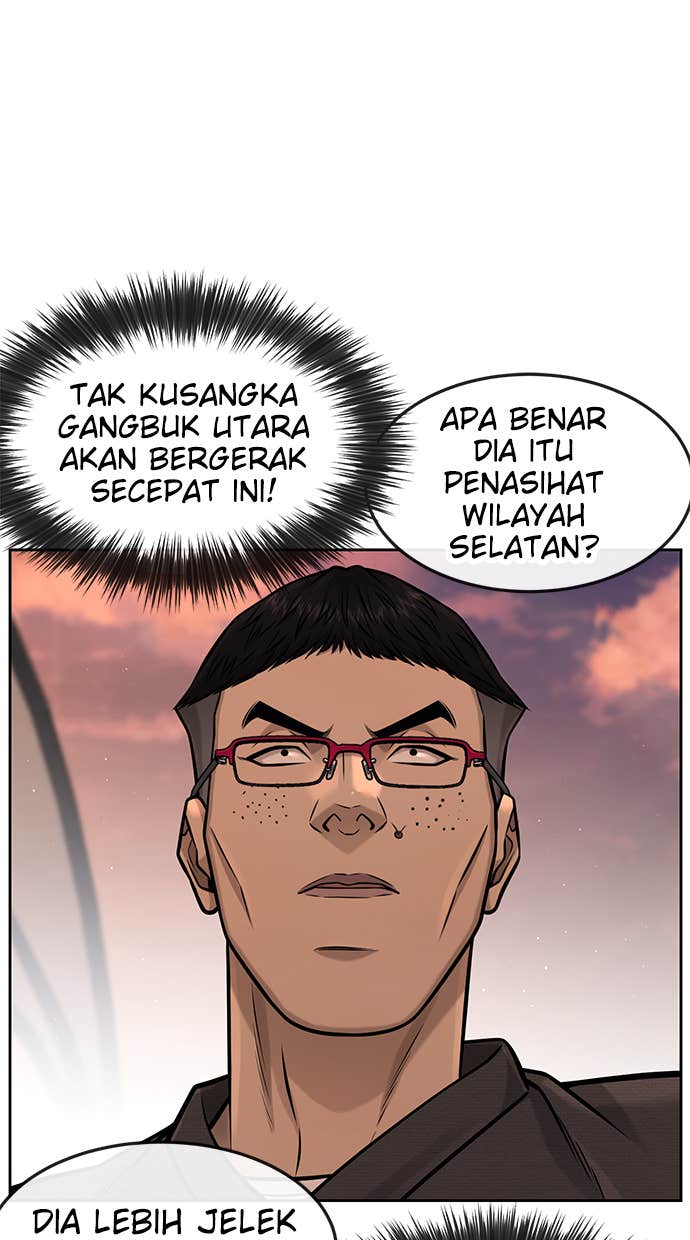 TAK KUSANGKA
GANGBUK UTARA
AKAN BERGERAK
SECEPAT INI!
APA BENAR
DIA ITU
PENASIHAT
WILAYAH
SELATAN?
DIA LEBIH JELEK